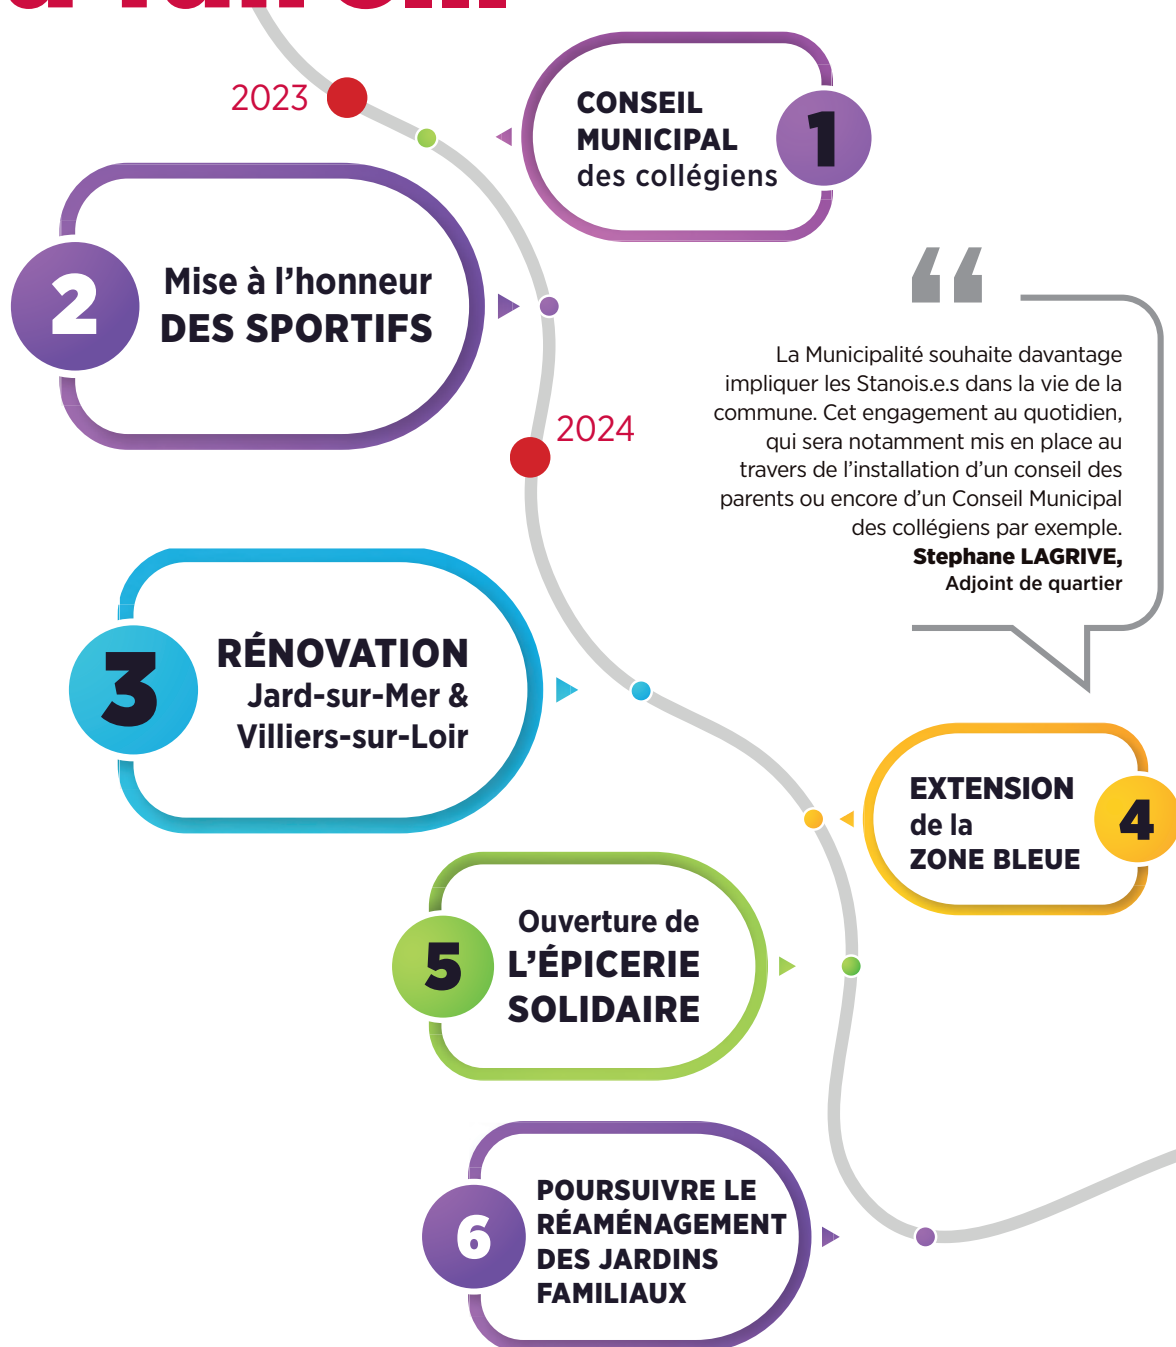 2023
CONSEIL
MUNICIPAL
des collégiens
1
2
Mise à l’honneur
DES SPORTIFS
2024
“
La Municipalité souhaite davantage
impliquer les Stanois.e.s dans la vie de la
commune. Cet engagement au quotidien,
qui sera notamment mis en place au
travers de l’installation d’un conseil des
parents ou encore d’un Conseil Municipal
des collégiens par exemple.
Stephane LAGRIVE,
Adjoint de quartier
3
RÉNOVATION
Jard-sur-Mer &
Villiers-sur-Loir
EXTENSION
de la
ZONE BLEUE
4
5
Ouverture de
L’ÉPICERIE
SOLIDAIRE
6
POURSUIVRE LE
RÉAMÉNAGEMENT
DES JARDINS
FAMILIAUX